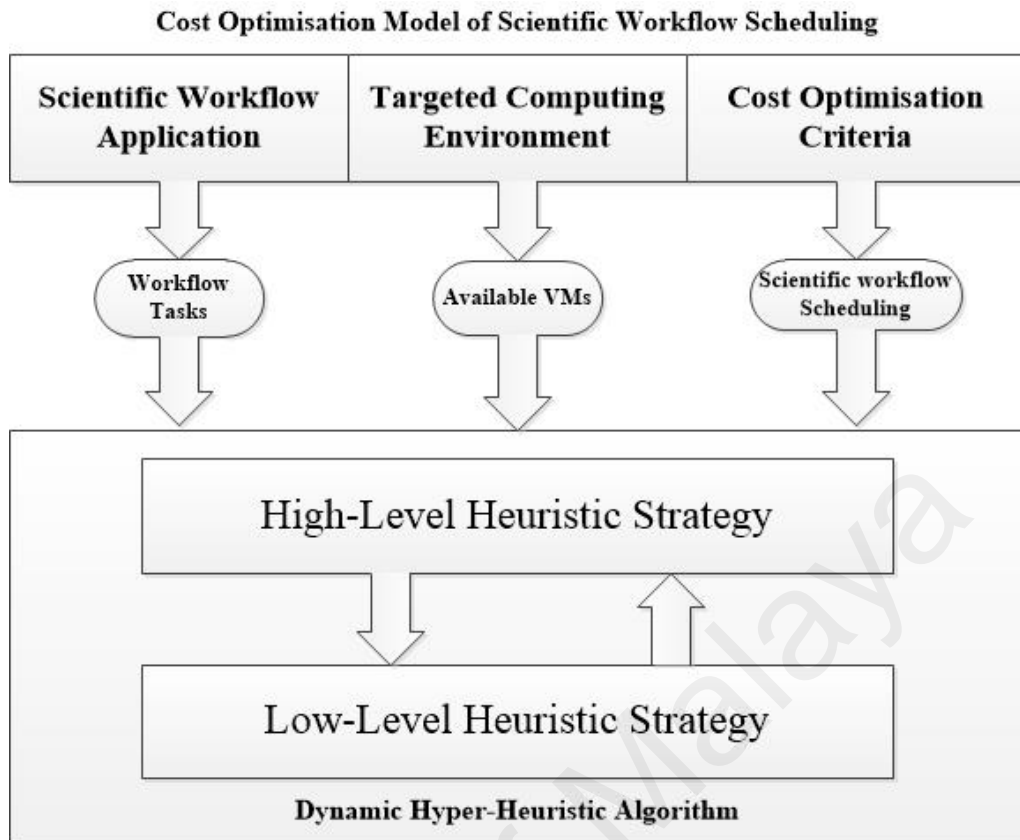 Cost Optimisation Model of Scientific Workflow Scheduling
Scientific Workflow
Application
Targeted Computing
Environment
Cost Optimisation
Criteria
Workflow
Tasks
Available VMs
Scientific workflow
Scheduling
High-Level Heuristic Strategy
Low-Level Heuristic Strategy
Dynamic Hyper-Heuristic Algorithm
Malaya